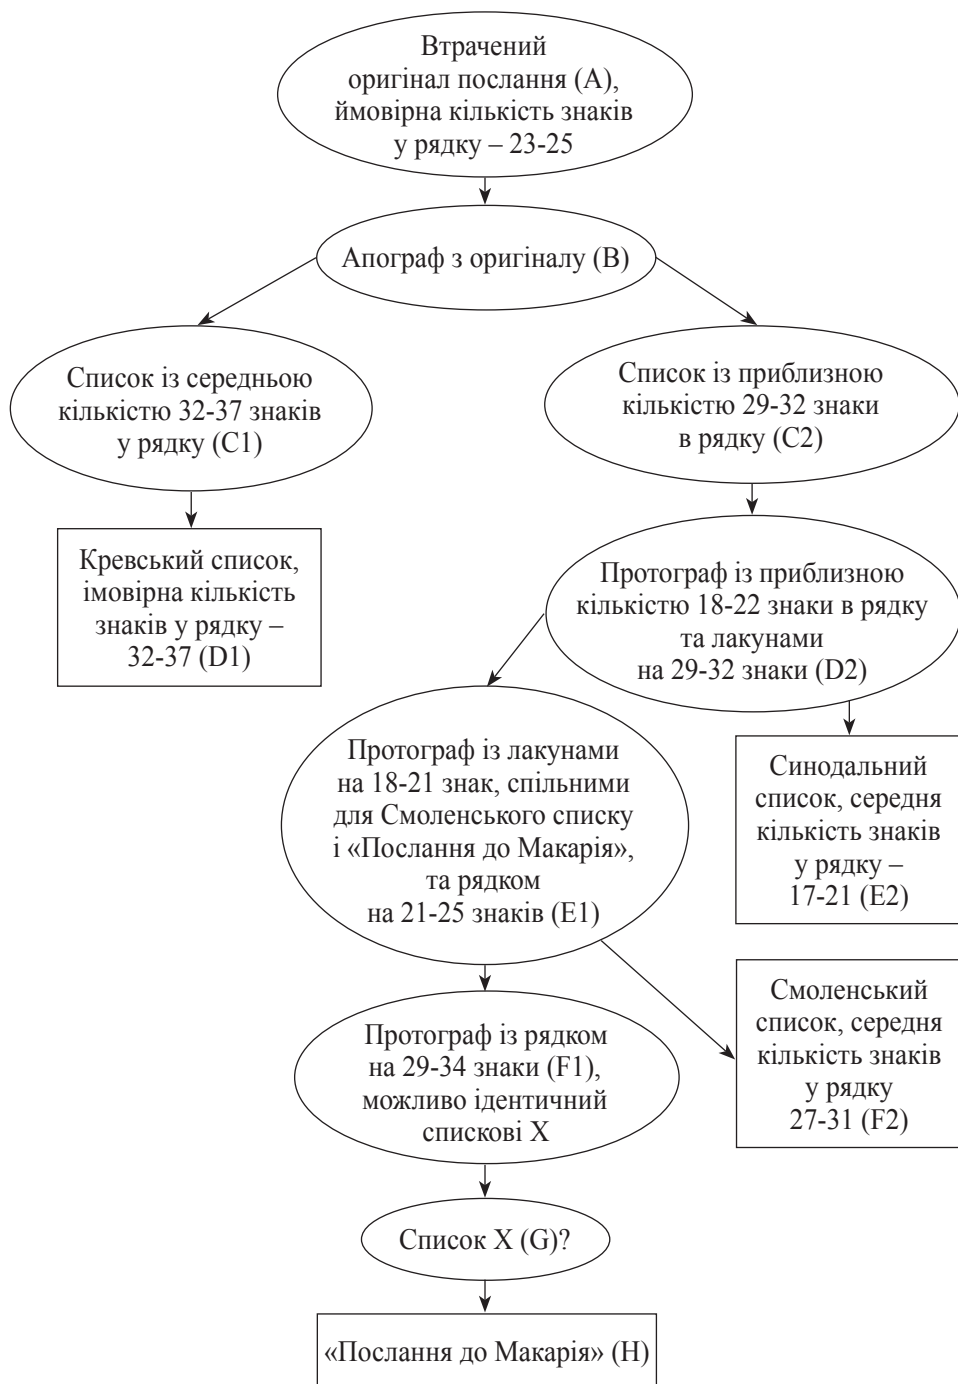 Втрачений
оригінал послання (A),
ймовірна кількість знаків
у рядку – 23-25
Апограф з оригіналу (B)
Список із середньою
кількістю 32-37 знаків
у рядку (C1)
Список із приблизною
кількістю 29-32 знаки
в рядку (C2)
Кревський список,
імовірна кількість
знаків у рядку –
32-37 (D1)
Протограф із приблизною
кількістю 18-22 знаки в рядку
та лакунами
на 29-32 знаки (D2)
Протограф із лакунами
на 18-21 знак, спільними
для Смоленського списку
і «Послання до Макарія»,
та рядком
на 21-25 знаків (E1)
Синодальний
список, середня
кількість знаків
у рядку –
17-21 (E2)
Протограф із рядком
на 29-34 знаки (F1),
можливо ідентичний
спискові X
Смоленський
список, середня
кількість знаків
у рядку
27-31 (F2)
Список X (G)?
«Послання до Макарія» (H)